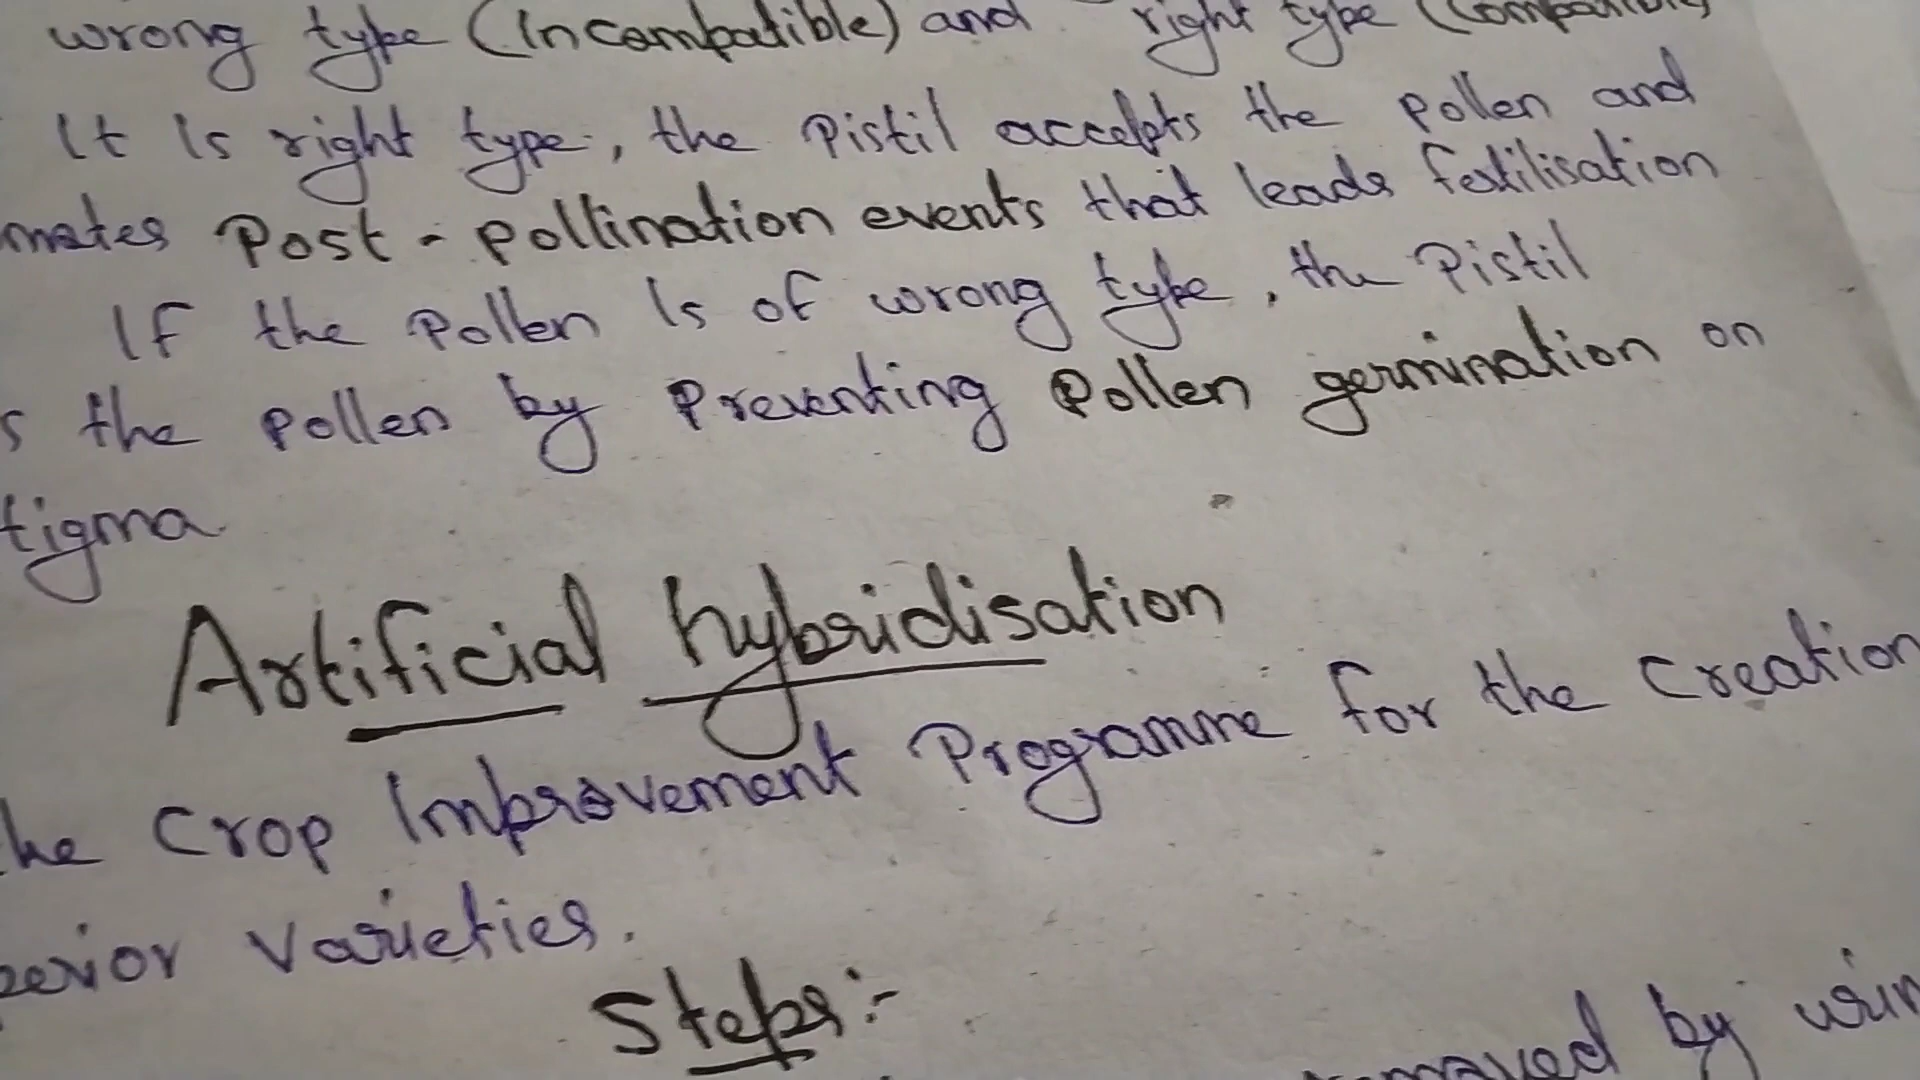 wrong type (Incompatible) and right type (Compatible)
It Is right type, the Pistil accepts the pollen and
mates Post-pollination events that leads fertilisation
If the Pollen Is of wrong type, the Pistil
s the pollen by Preventing Pollen germination on
tigma
Artificial hybridisation
he Crop Improvement Programme for the Creation
perior Varieties.
Steps:-
by